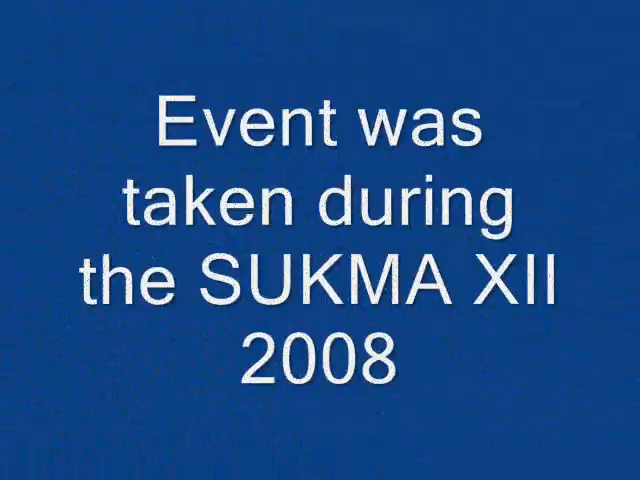 Event was
taken during
the SUKMA XII
2008